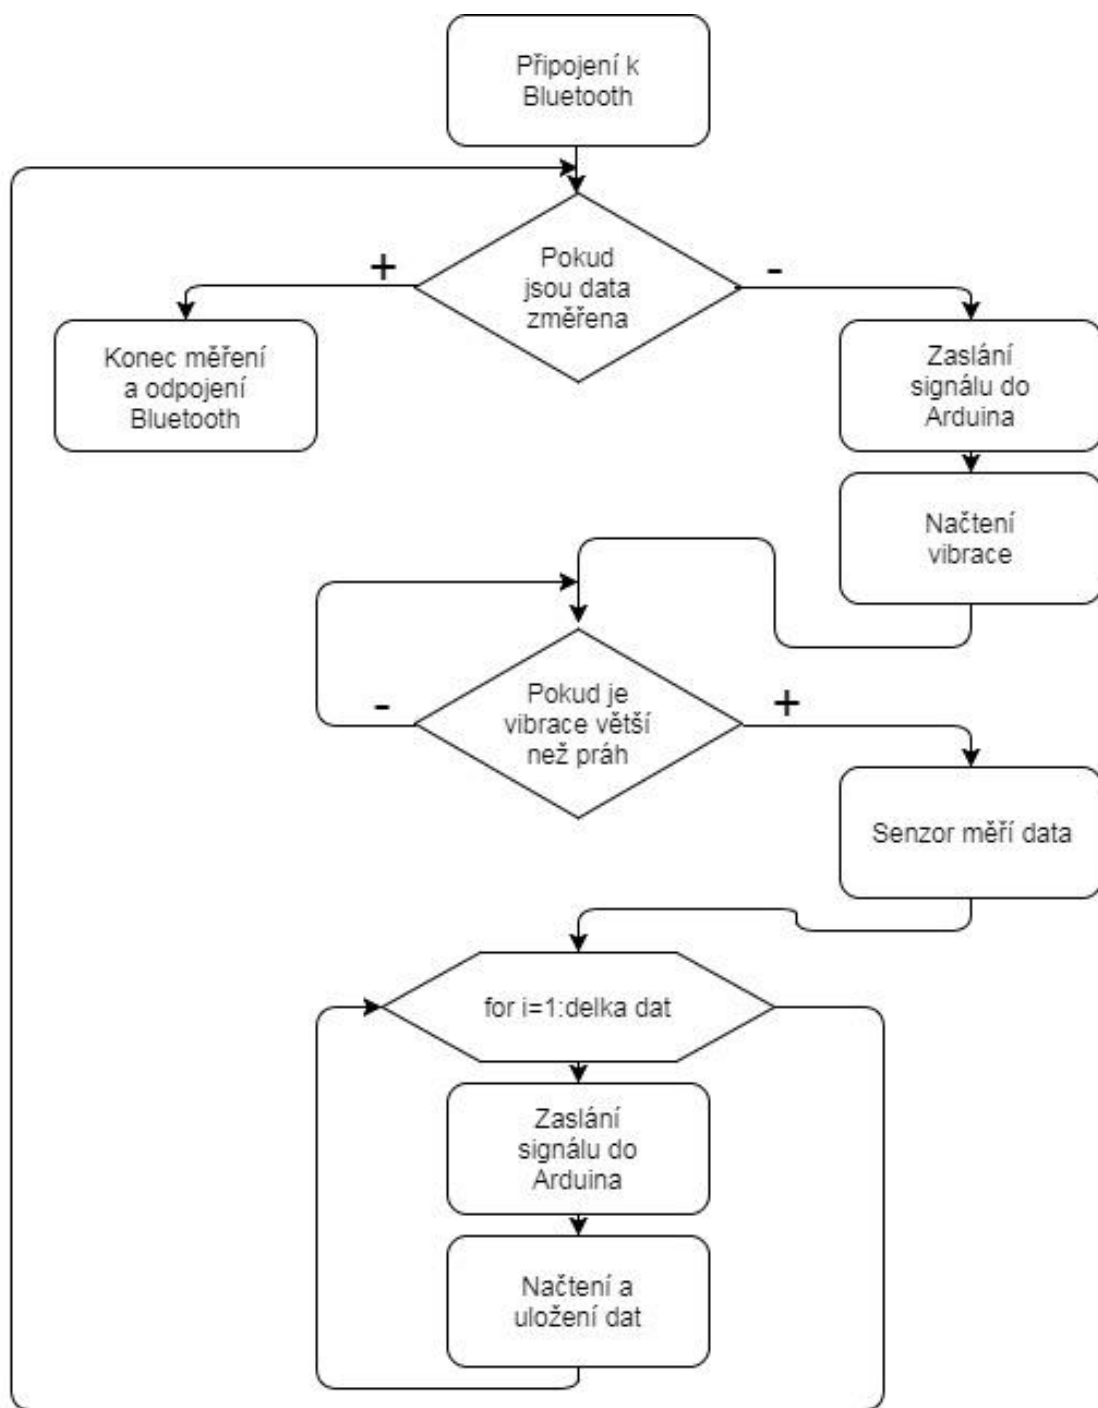 Připojení k
Bluetooth
Pokud
jsou data
změřena
+
-
Konec měření
a odpojení
Bluetooth
Zaslání
signálu do
Arduina
Načtení
vibrace
Pokud je
vibrace větší
než práh
-
+
Senzor měří data
for i=1:delka dat
Zaslání
signálu do
Arduina
Načtení a
uložení dat